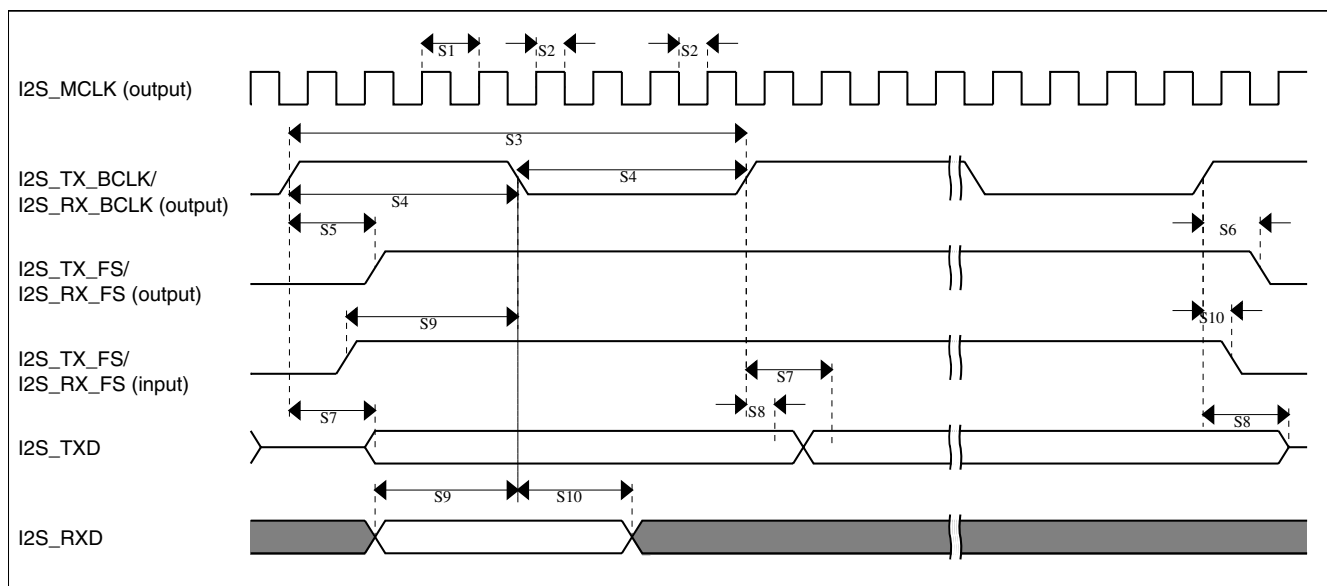 S1
S2
S2
I2S_MCLK (output)
S3
I2S_TX_BCLK/
I2S_RX_BCLK (output)
S4
S4
S5
S6
I2S_TX_FS/
I2S_RX_FS (output)
S9
S10
I2S_TX_FS/
I2S_RX_FS (input)
S7
S7
S8
S8
I2S_TXD
S9
S10
I2S_RXD